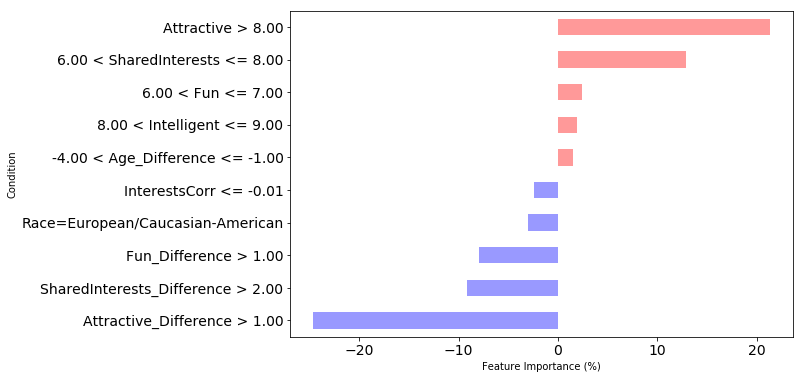 Attractive > 8.00
6.00 < SharedInterests <= 8.00
6.00 < Fun <= 7.00
8.00 < Intelligent <= 9.00
-4.00 < Age_Difference <= -1.00
InterestsCorr <= -0.01
Race=European/Caucasian-American
Fun_Difference > 1.00
SharedInterests_Difference > 2.00
Attractive_Difference > 1.00
Condition
−20 −10 0 10 20
Feature Importance (%)